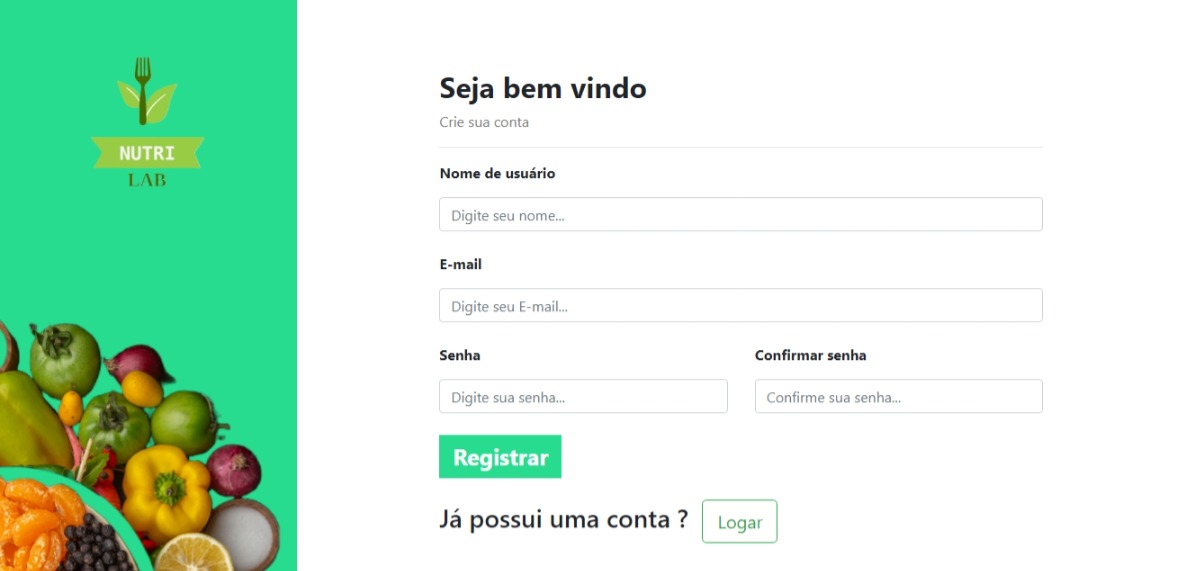 NUTRI
LAB
Seja bem vindo
Crie sua conta
Nome de usuário
Digite seu nome...
E-mail
Digite seu E-mail...
Senha
Confirmar senha
Digite sua senha...
Confirme sua senha...
Registrar
Já possui uma conta ?
Logar